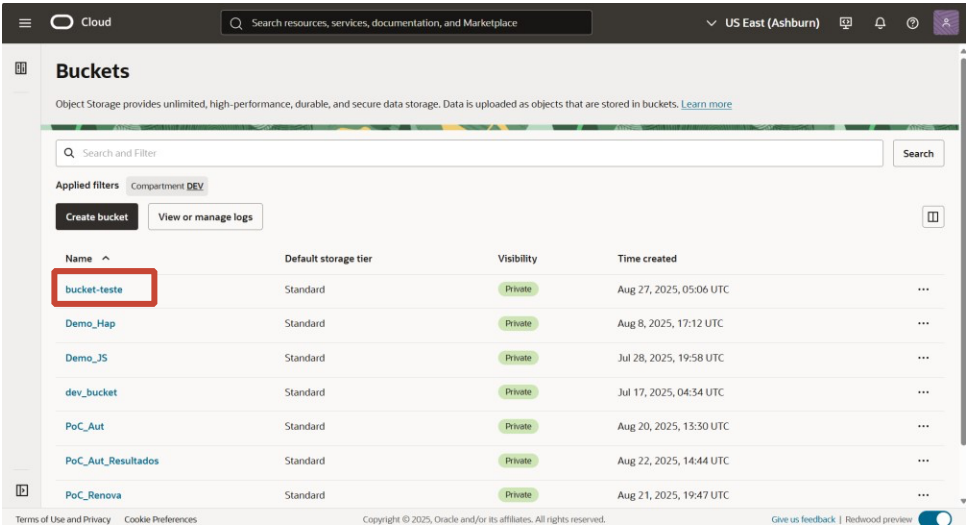 Cloud
Search resources, services, documentation, and Marketplace
US East (Ashburn)
Buckets
Object Storage provides unlimited, high-performance, durable, and secure data storage. Data is uploaded as objects that are stored in buckets. Learn more
Search and Filter
Search
Applied filters Compartment DEV
Create bucket View or manage logs
Name Default storage tier Visibility Time created
bucket-teste Standard Private Aug 27, 2025, 05:06 UTC
Demo_Hap Standard Private Aug 8, 2025, 17:12 UTC
Demo_JS Standard Private Jul 28, 2025, 19:58 UTC
dev_bucket Standard Private Jul 17, 2025, 04:34 UTC
PoC_Aut Standard Private Aug 20, 2025, 13:30 UTC
PoC_Aut_Resultados Standard Private Aug 22, 2025, 14:44 UTC
PoC_Renova Standard Private Aug 21, 2025, 19:47 UTC
Terms of Use and Privacy Cookie Preferences Copyright © 2025, Oracle and/or its affiliates. All rights reserved. Give us feedback | Redwood preview